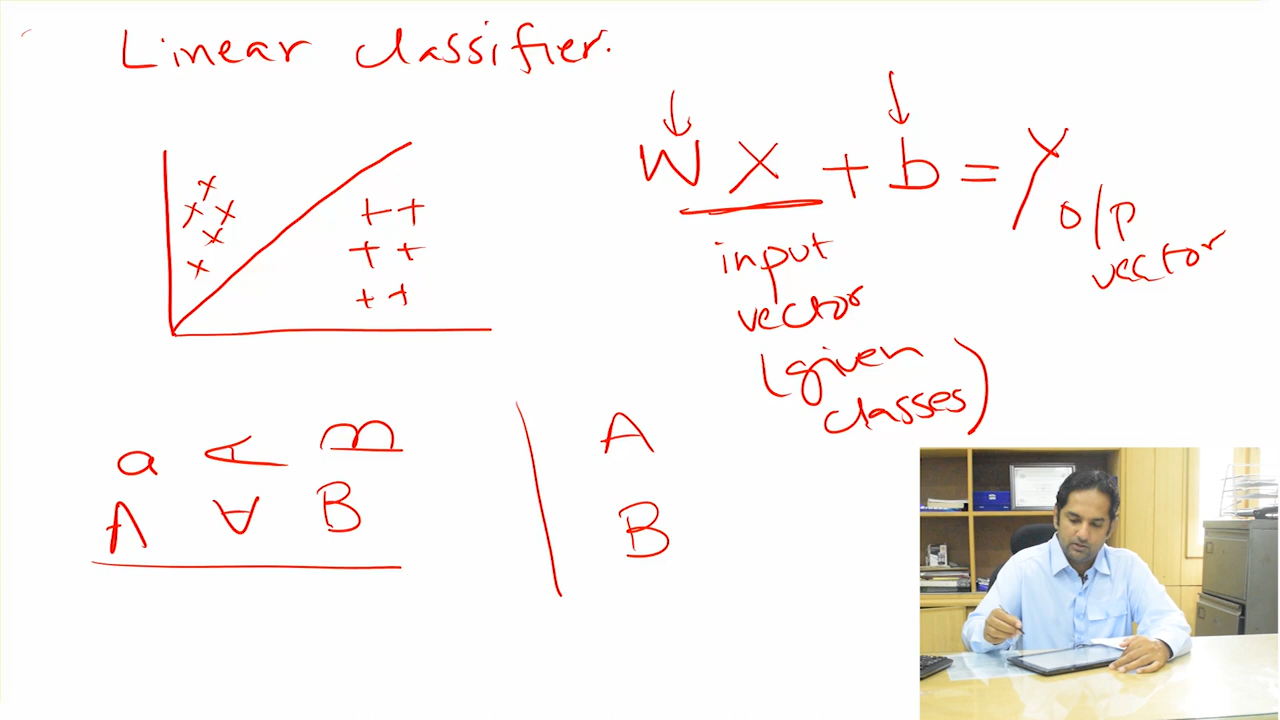 Linear classifier.
W X + b = Y
o/p
vector
input
vector
(given
classes)
a A B
A A B
A
B